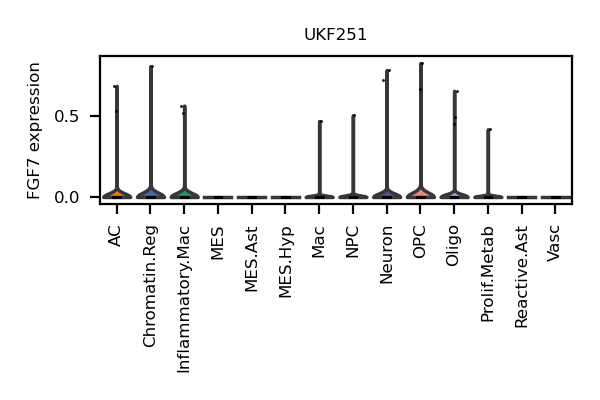 UKF251
FGF7 expression
0.5
0.0
AC
Chromatin.Reg
Inflammatory.Mac
MES
MES.Ast
MES.Hyp
Mac
NPC
Neuron
OPC
Oligo
Prolif.Metab
Reactive.Ast
Vasc